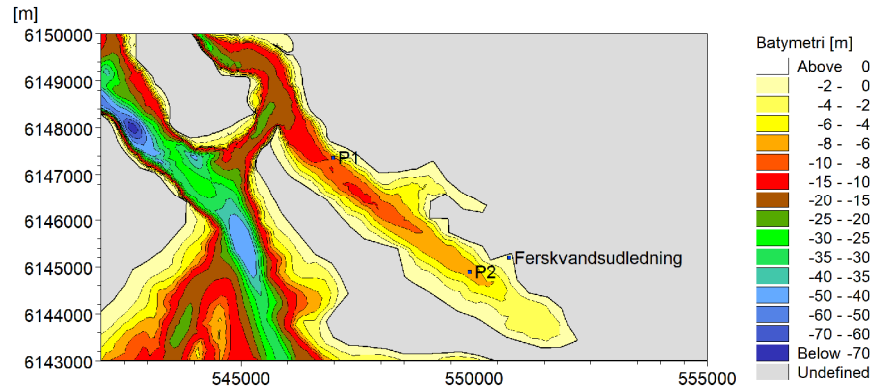 [m]
6150000
6149000
6148000
6147000
6146000
6145000
6144000
6143000
545000
550000
555000
P1
Ferskvandsudledning
P2
Batymetri [m]
Above 0
-2 - 0
-4 - -2
-6 - -4
-8 - -6
-10 - -8
-15 - -10
-20 - -15
-25 - -20
-30 - -25
-35 - -30
-40 - -35
-50 - -40
-60 - -50
-70 - -60
Below -70
Undefined